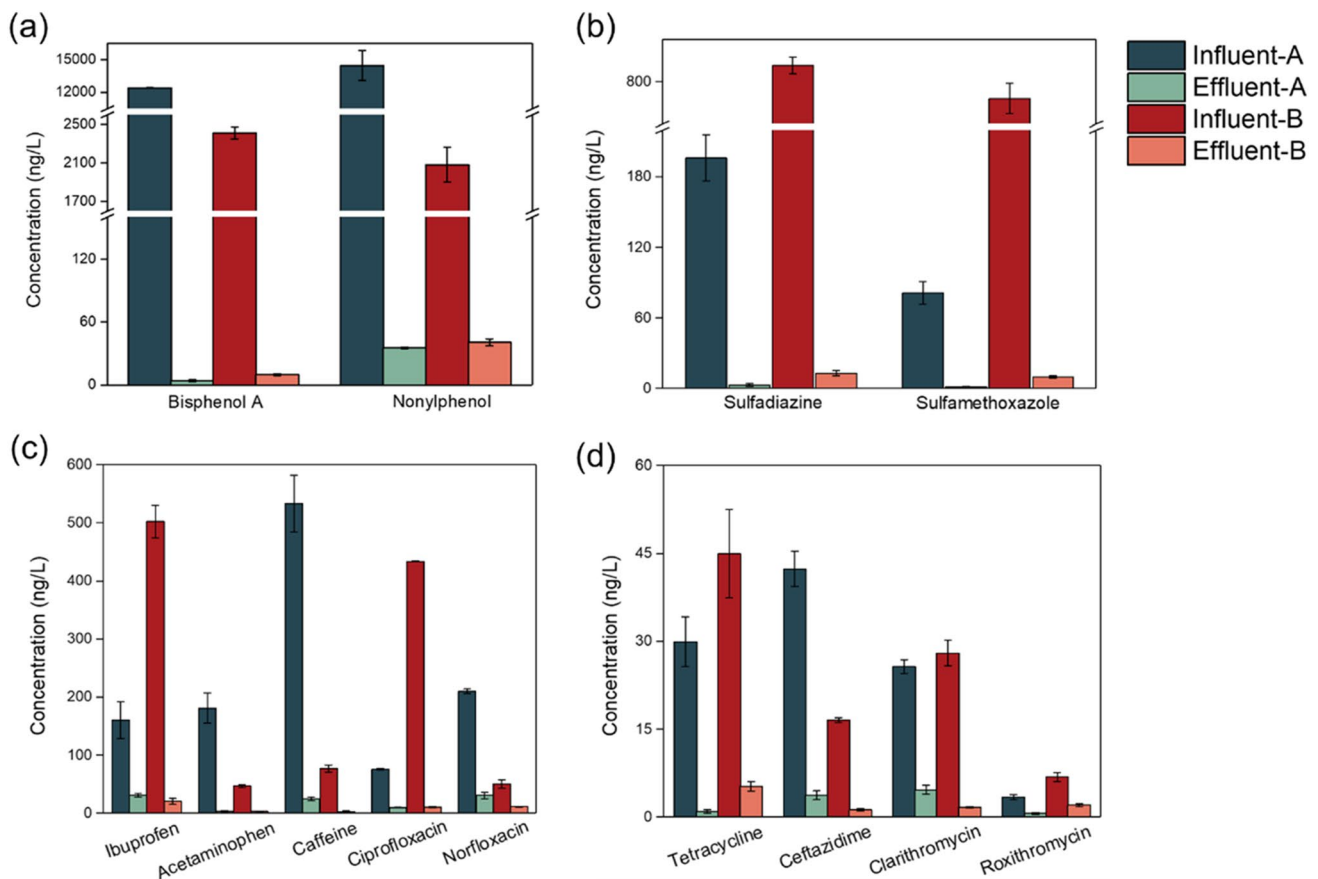 (a)
Concentration (ng/L)
15000
12000
2500
2100
1700
120
60
0
Bisphenol A
Nonylphenol
(b)
Concentration (ng/L)
800
180
120
60
0
Sulfadiazine
Sulfamethoxazole
Influent-A
Effluent-A
Influent-B
Effluent-B
(c)
Concentration (ng/L)
600
500
400
300
200
100
0
Ibuprofen
Acetaminophen
Caffeine
Ciprofloxacin
Norfloxacin
(d)
Concentration (ng/L)
60
45
30
15
0
Tetracycline
Ceftazidime
Clarithromycin
Roxithromycin